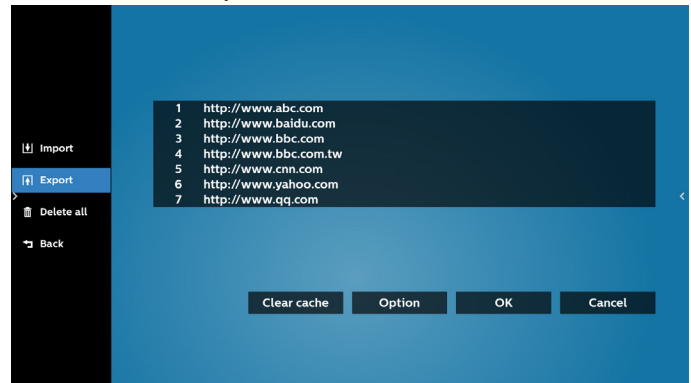 Import
Export
Delete all
Back
1 http://www.abc.com
2 http://www.baidu.com
3 http://www.bbc.com
4 http://www.bbc.com.tw
5 http://www.cnn.com
6 http://www.yahoo.com
7 http://www.qq.com
Clear cache
Option
OK
Cancel